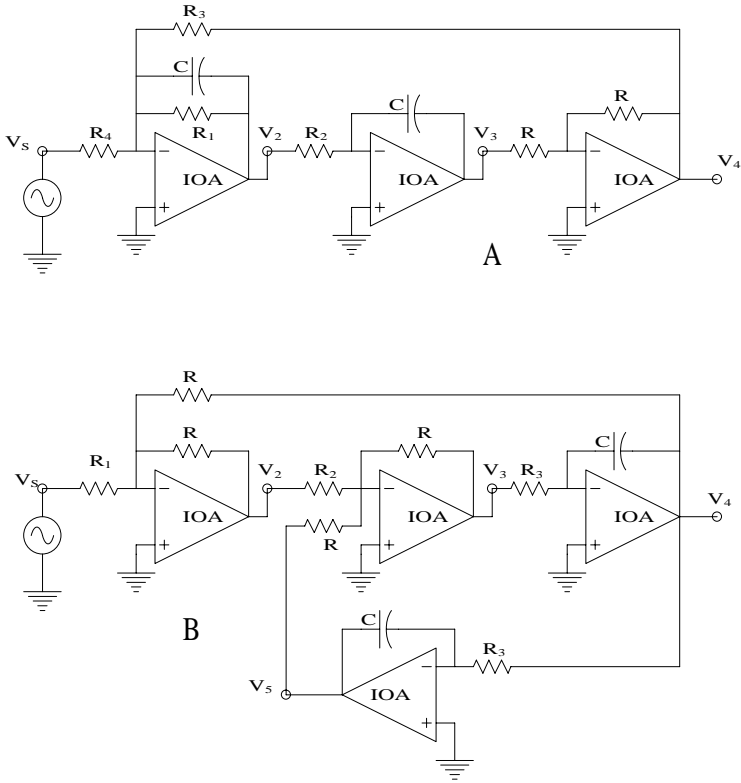 R₃
C
R₁
Vₛ R₄ − V₂ R₂ C − V₃ R R − V₄
IOA IOA IOA
+ + +
A
R
R
Vₛ R₁ − V₂ R₂ R − V₃ R₃ C − V₄
IOA R IOA IOA
+ + +
B
C
V₅ IOA − R₃
+